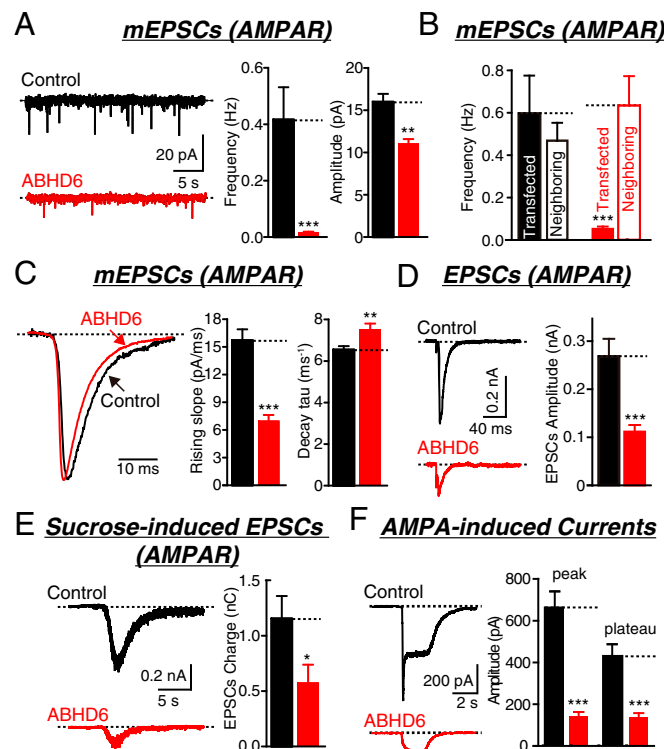 A
mEPSCs (AMPAR)
Control
20 pA
5 s
ABHD6
Frequency (Hz)
0.6
0.4
0.2
0.0
***
Amplitude (pA)
20
15
10
5
0
**
B
mEPSCs (AMPAR)
Frequency (Hz)
0.8
0.6
0.4
0.2
0.0
Transfected
Neighboring
Transfected
Neighboring
***
C
mEPSCs (AMPAR)
ABHD6
Control
10 ms
Rising slope (pA/ms)
18
15
12
9
6
3
0
***
Decay tau (ms⁻¹)
8
6
4
2
0
**
D
EPSCs (AMPAR)
Control
0.2 nA
40 ms
ABHD6
EPSCs Amplitude (nA)
0.3
0.2
0.1
0
***
E
Sucrose-induced EPSCs
(AMPAR)
Control
0.2 nA
5 s
ABHD6
EPSCs Charge (nC)
1.5
1.0
0.5
0.0
*
F
AMPA-induced Currents
Control
200 pA
2 s
ABHD6
Amplitude (pA)
800
600
400
200
0
peak
plateau
***
***